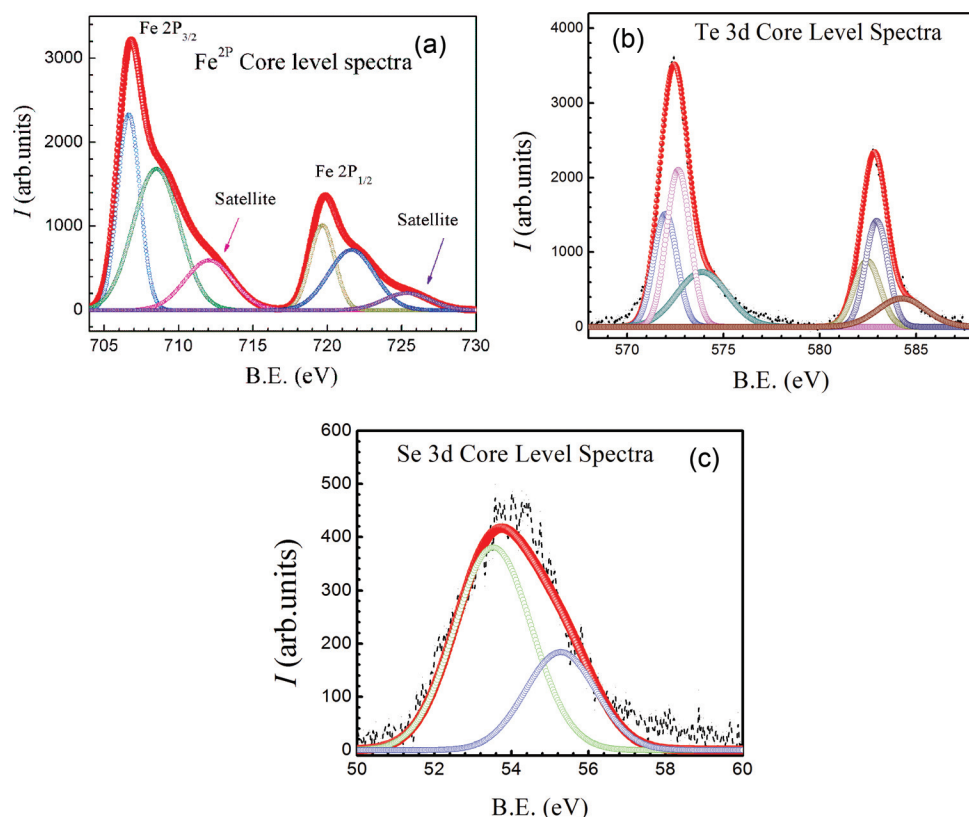 (a)
Fe 2P3/2
Fe2P Core level spectra
Fe 2P1/2
Satellite
Satellite
I (arb.units)
3000
2000
1000
0
705 710 715 720 725 730
B.E. (eV)
(b)
Te 3d Core Level Spectra
I (arb.units)
4000
3000
2000
1000
0
570 575 580 585
B.E. (eV)
Se 3d Core Level Spectra
(c)
I (arb.units)
600
500
400
300
200
100
0
50 52 54 56 58 60
B.E. (eV)